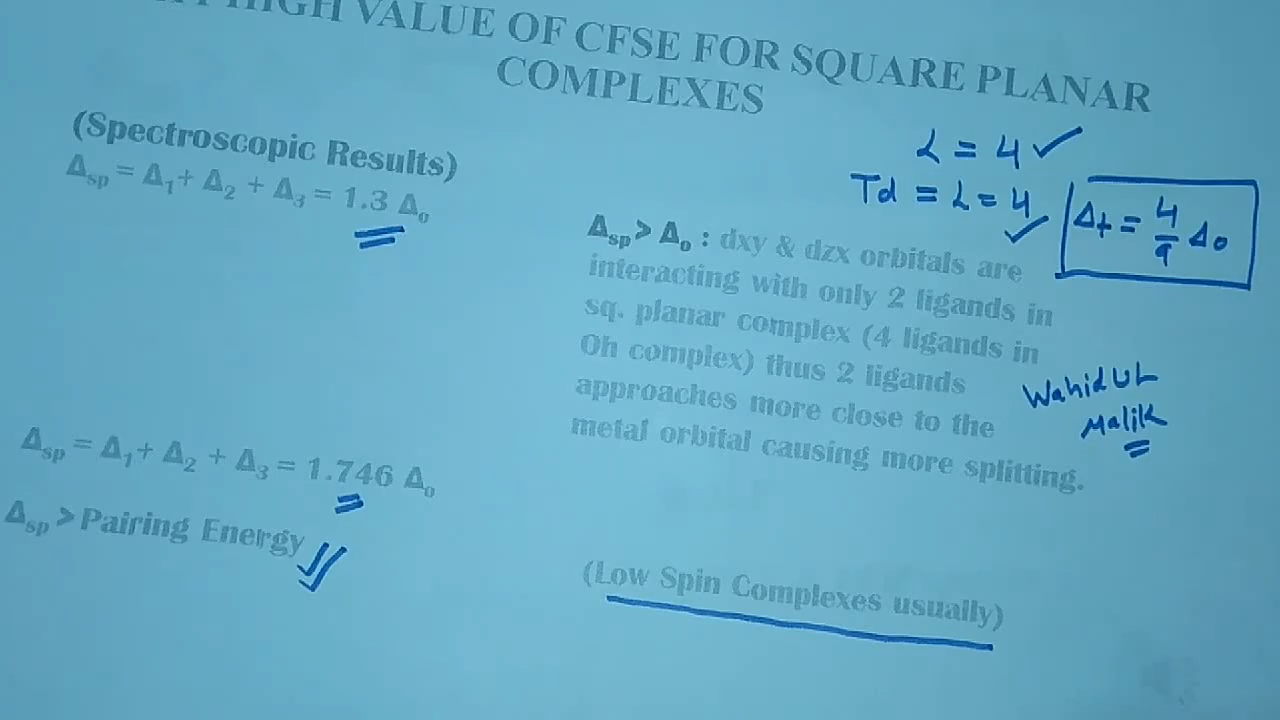 HIGH VALUE OF CFSE FOR SQUARE PLANAR
COMPLEXES
(Spectroscopic Results)
Δsp = Δ1+ Δ2 + Δ3 = 1.3 Δo
L = 4 ✓
Td = L = 4 ✓
Δt = 4/9 Δo
Δsp > Δo : dxy & dzx orbitals are
interacting with only 2 ligands in
sq. planar complex (4 ligands in
Oh complex) thus 2 ligands
approaches more close to the
metal orbital causing more splitting.
Wahid UL
Malik
Δsp = Δ1+ Δ2 + Δ3 = 1.746 Δo
Δsp > Pairing Energy
(Low Spin Complexes usually)